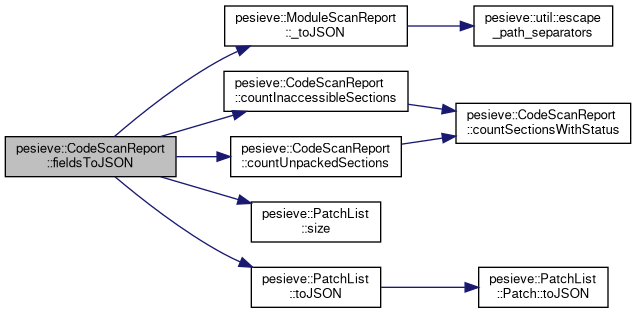 pesieve::CodeScanReport
::fieldsToJSON
pesieve::ModuleScanReport
::_toJSON
pesieve::util::escape
_path_separators
pesieve::CodeScanReport
::countInaccessibleSections
pesieve::CodeScanReport
::countSectionsWithStatus
pesieve::CodeScanReport
::countUnpackedSections
pesieve::PatchList
::size
pesieve::PatchList
::toJSON
pesieve::PatchList
::Patch::toJSON